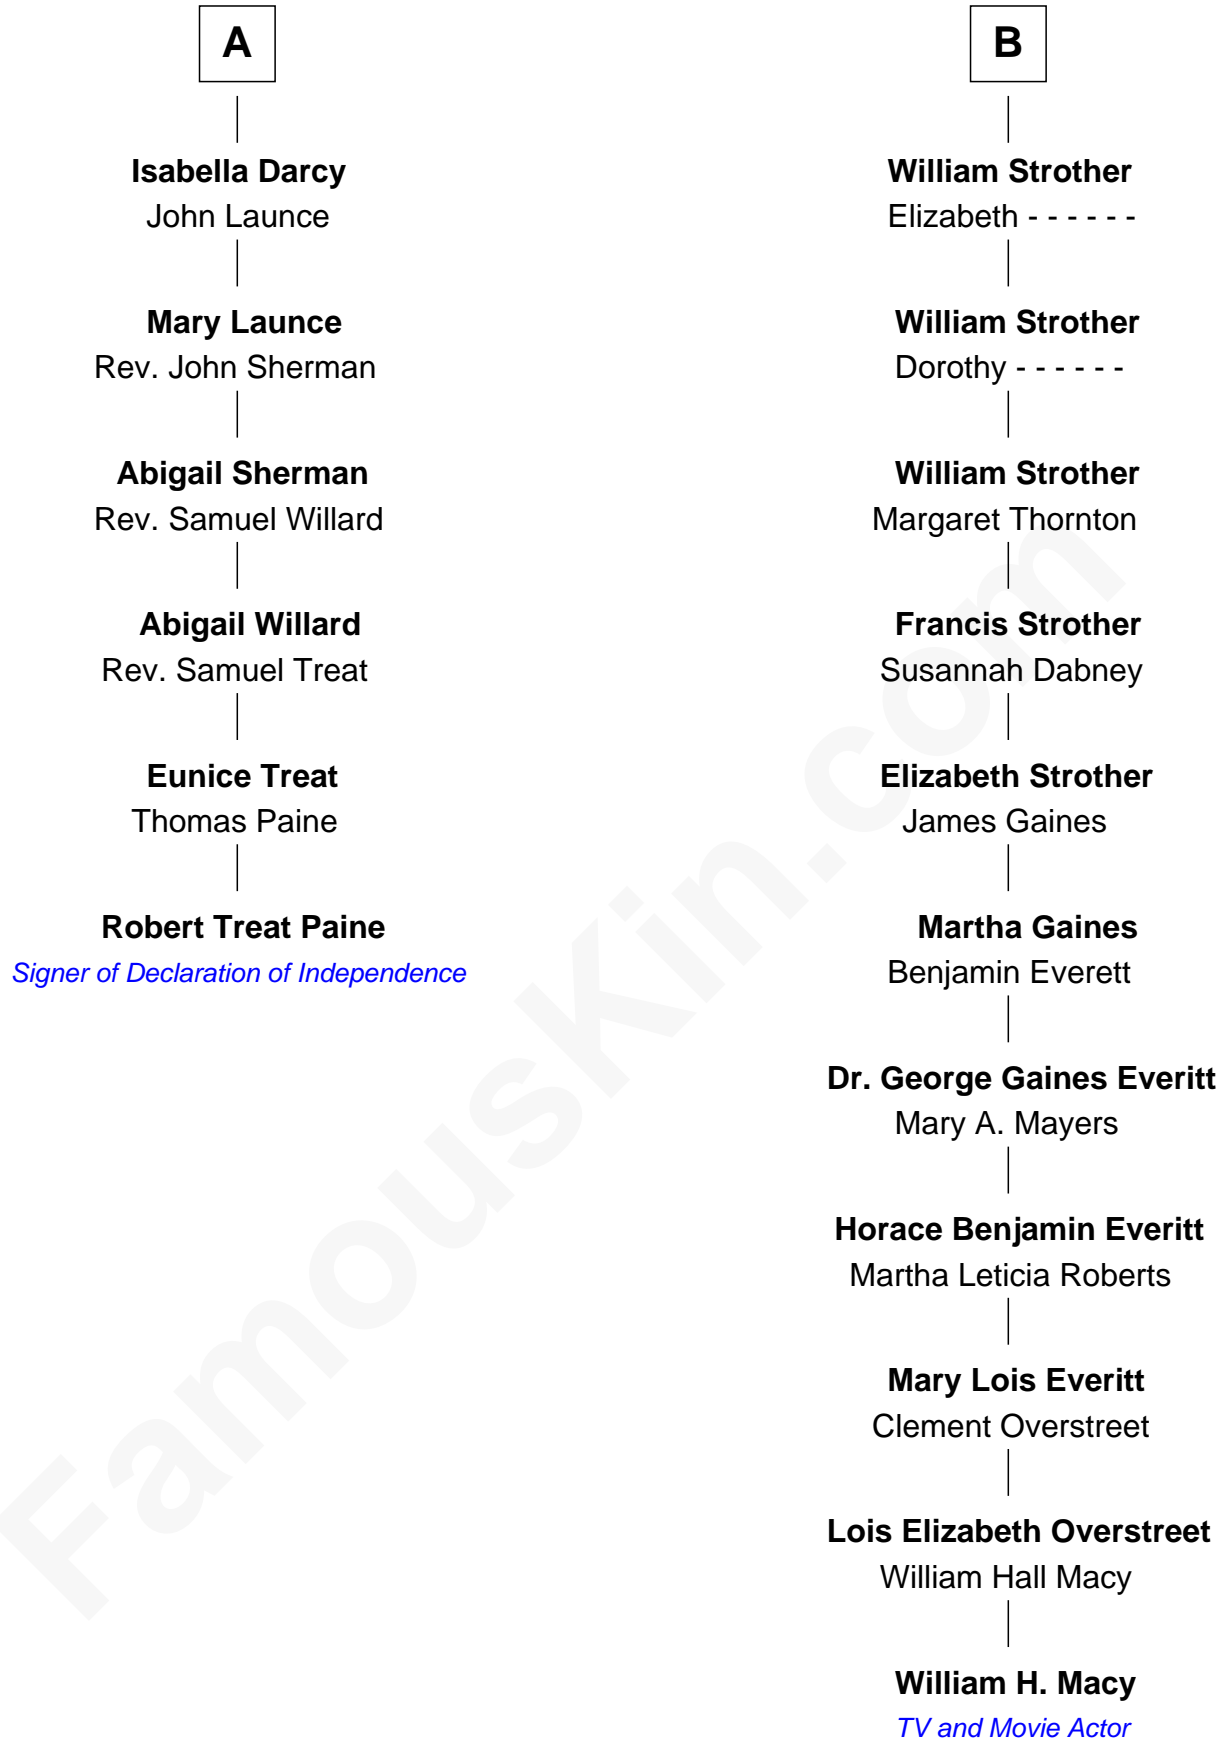 A
Isabella Darcy
John Launce
Mary Launce
Rev. John Sherman
Abigail Sherman
Rev. Samuel Willard
Abigail Willard
Rev. Samuel Treat
Eunice Treat
Thomas Paine
Robert Treat Paine
Signer of Declaration of Independence
B
William Strother
Elizabeth - - - - - -
William Strother
Dorothy - - - - - -
William Strother
Margaret Thornton
Francis Strother
Susannah Dabney
Elizabeth Strother
James Gaines
Martha Gaines
Benjamin Everett
Dr. George Gaines Everitt
Mary A. Mayers
Horace Benjamin Everitt
Martha Leticia Roberts
Mary Lois Everitt
Clement Overstreet
Lois Elizabeth Overstreet
William Hall Macy
William H. Macy
TV and Movie Actor
FamousKin.com